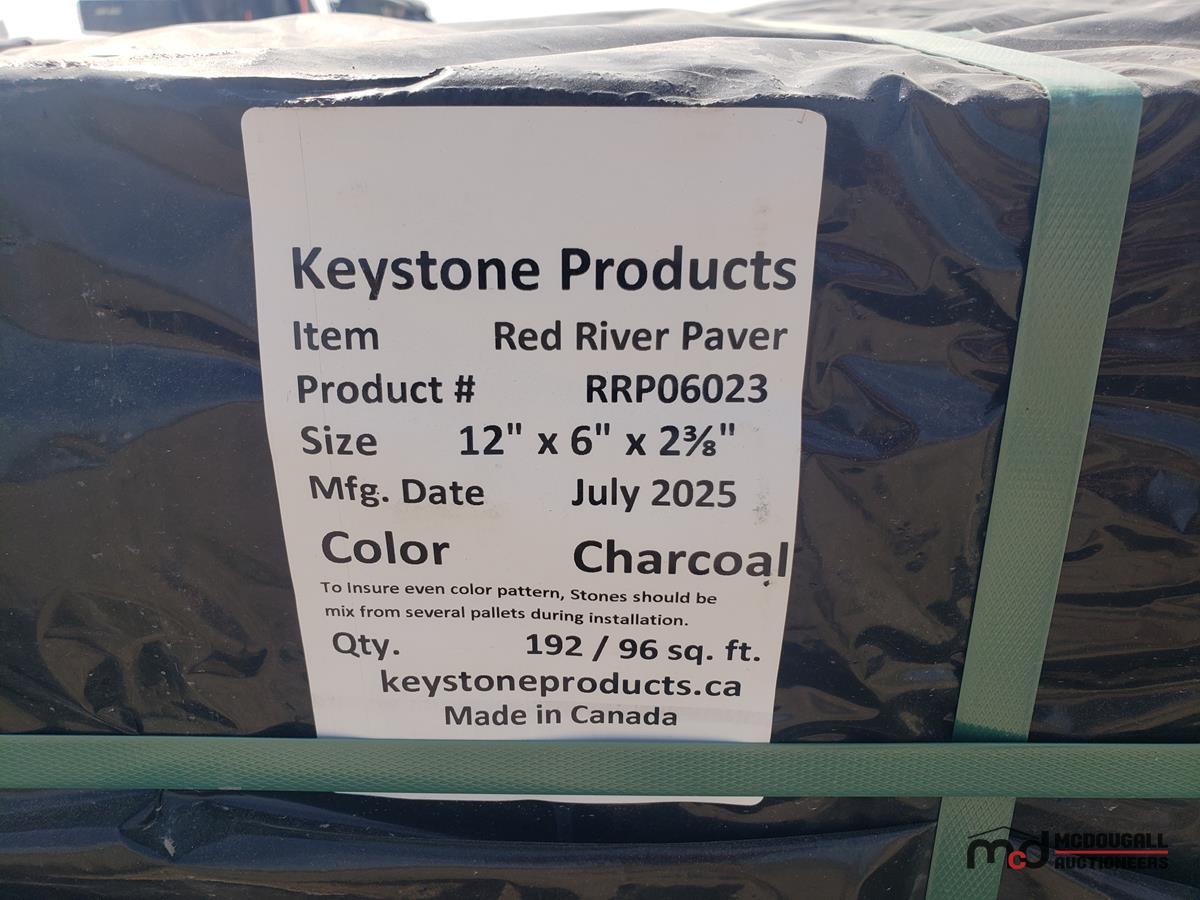 Keystone Products
Item Red River Paver
Product # RRP06023
Size 12" x 6" x 2⅜"
Mfg. Date July 2025
Color Charcoal
To Insure even color pattern, Stones should be
mix from several pallets during installation.
Qty. 192 / 96 sq. ft.
keystoneproducts.ca
Made in Canada
mcd MCDOUGALL
AUCTIONEERS